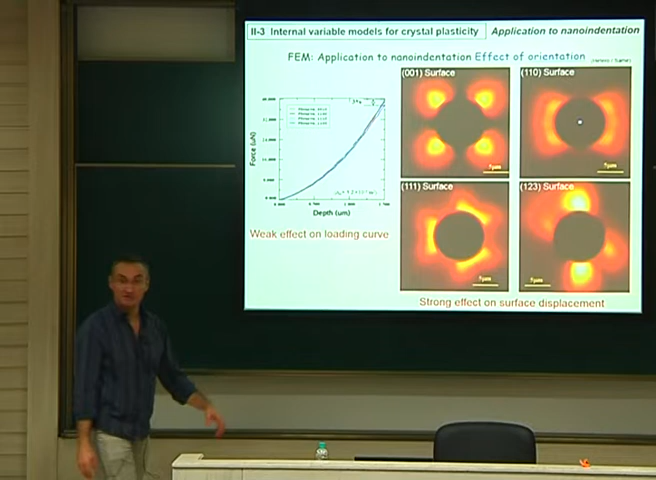 II-3 Internal variable models for crystal plasticity
Application to nanoindentation
FEM: Application to nanoindentation Effect of orientation
(001) Surface
(110) Surface
(111) Surface
(123) Surface
5µm
5µm
5µm
5µm
Force (uN)
Depth (um)
Weak effect on loading curve
Strong effect on surface displacement